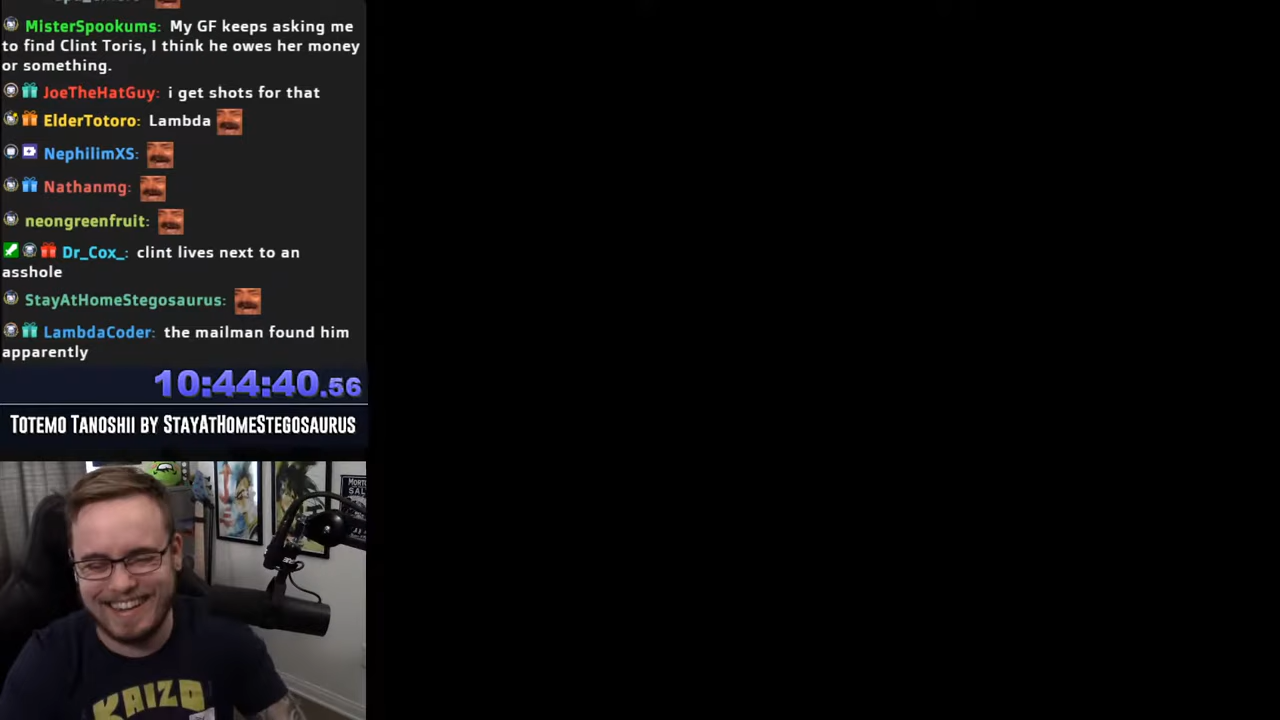 MisterSpookums: My GF keeps asking me
to find Clint Toris, I think he owes her money
or something.
JoeTheHatGuy: i get shots for that
ElderTotoro: Lambda
NephilimXS:
Nathanmg:
neongreenfruit:
Dr_Cox_: clint lives next to an
asshole
StayAtHomeStegosaurus:
LambdaCoder: the mailman found him
apparently
10:44:40.56
Totemo Tanoshii by StayAtHomeStegosaurus
KAIZO